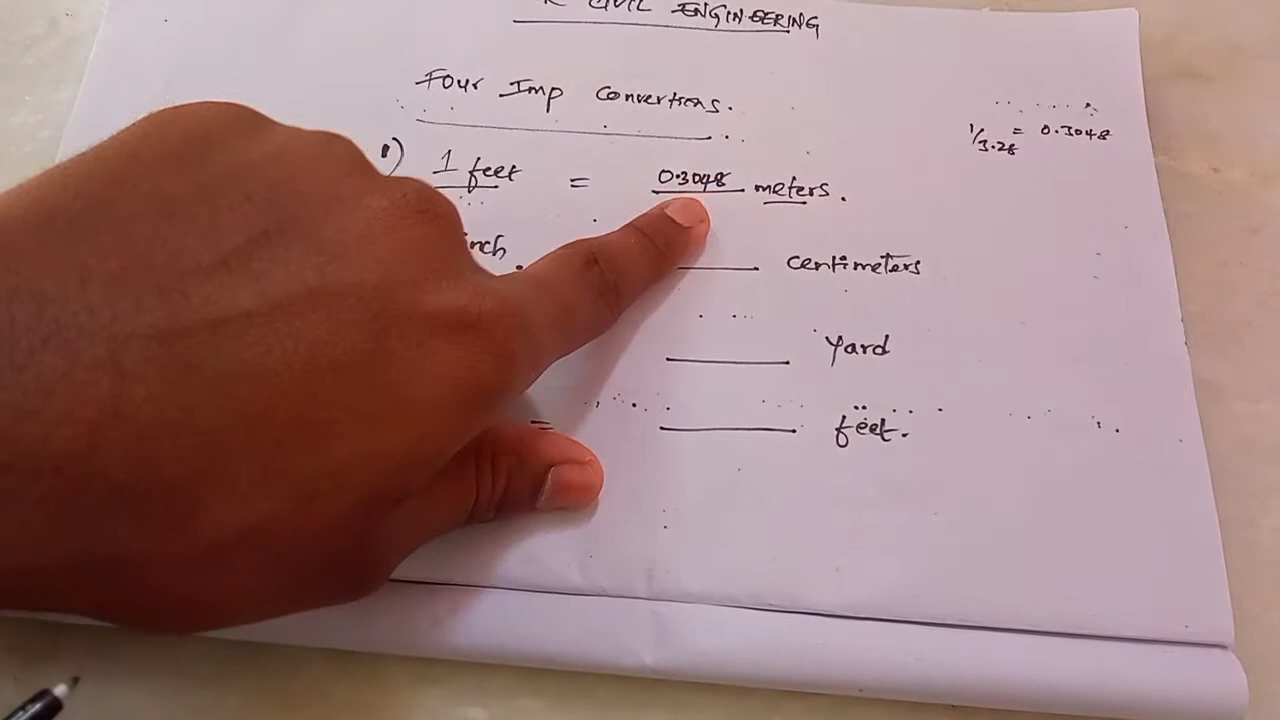 CIVIL ENGINEERING
Four Imp Convertions.
1/3.28 = 0.3048
1) 1 feet = 0.3048 meters.
inch centimeters
Yard
= feet.